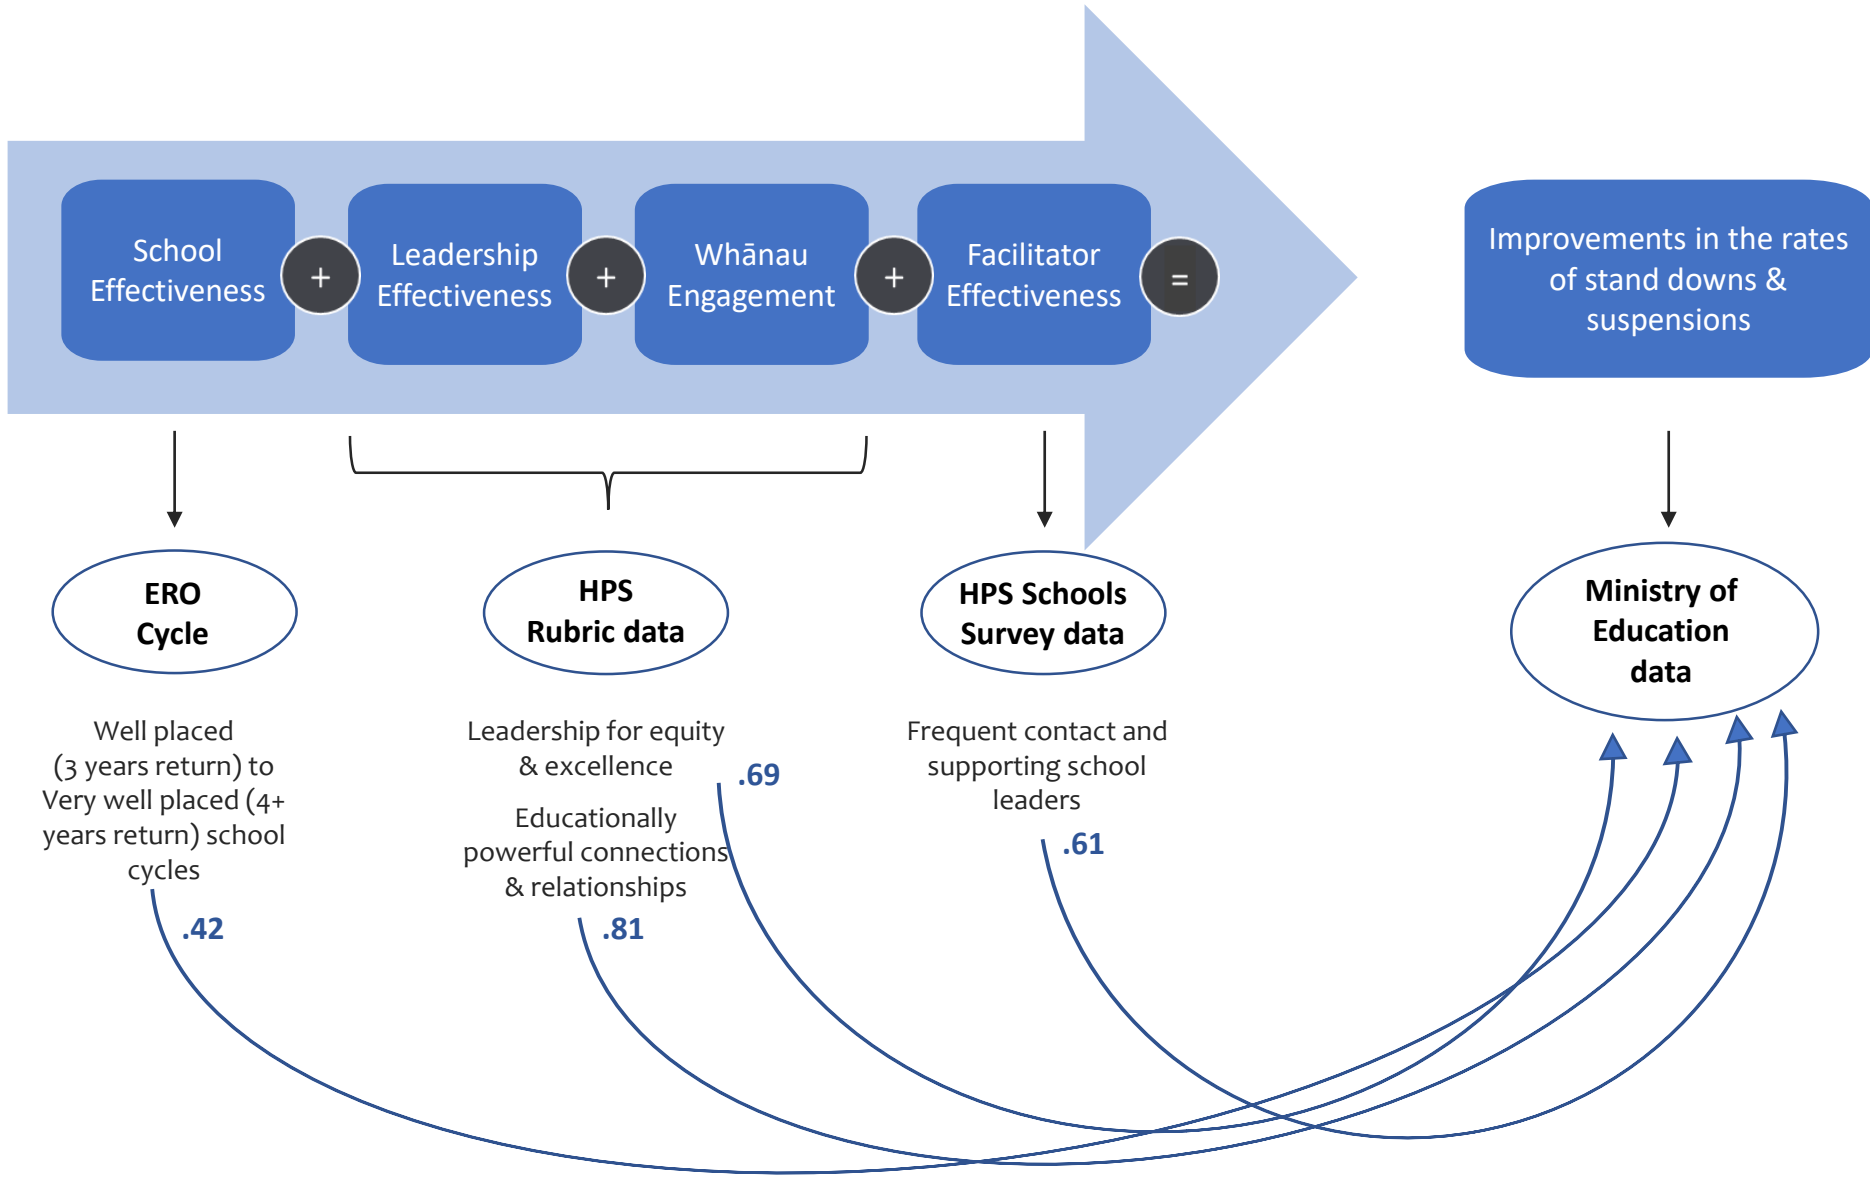 School
Effectiveness
+
Leadership
Effectiveness
+
Whānau
Engagement
+
Facilitator
Effectiveness
=
Improvements in the rates
of stand downs &
suspensions
ERO
Cycle
HPS
Rubric data
HPS Schools
Survey data
Ministry of
Education
data
Well placed
(3 years return) to
Very well placed (4+
years return) school
cycles
.42
Leadership for equity
& excellence
.69
Educationally
powerful connections
& relationships
.81
Frequent contact and
supporting school
leaders
.61